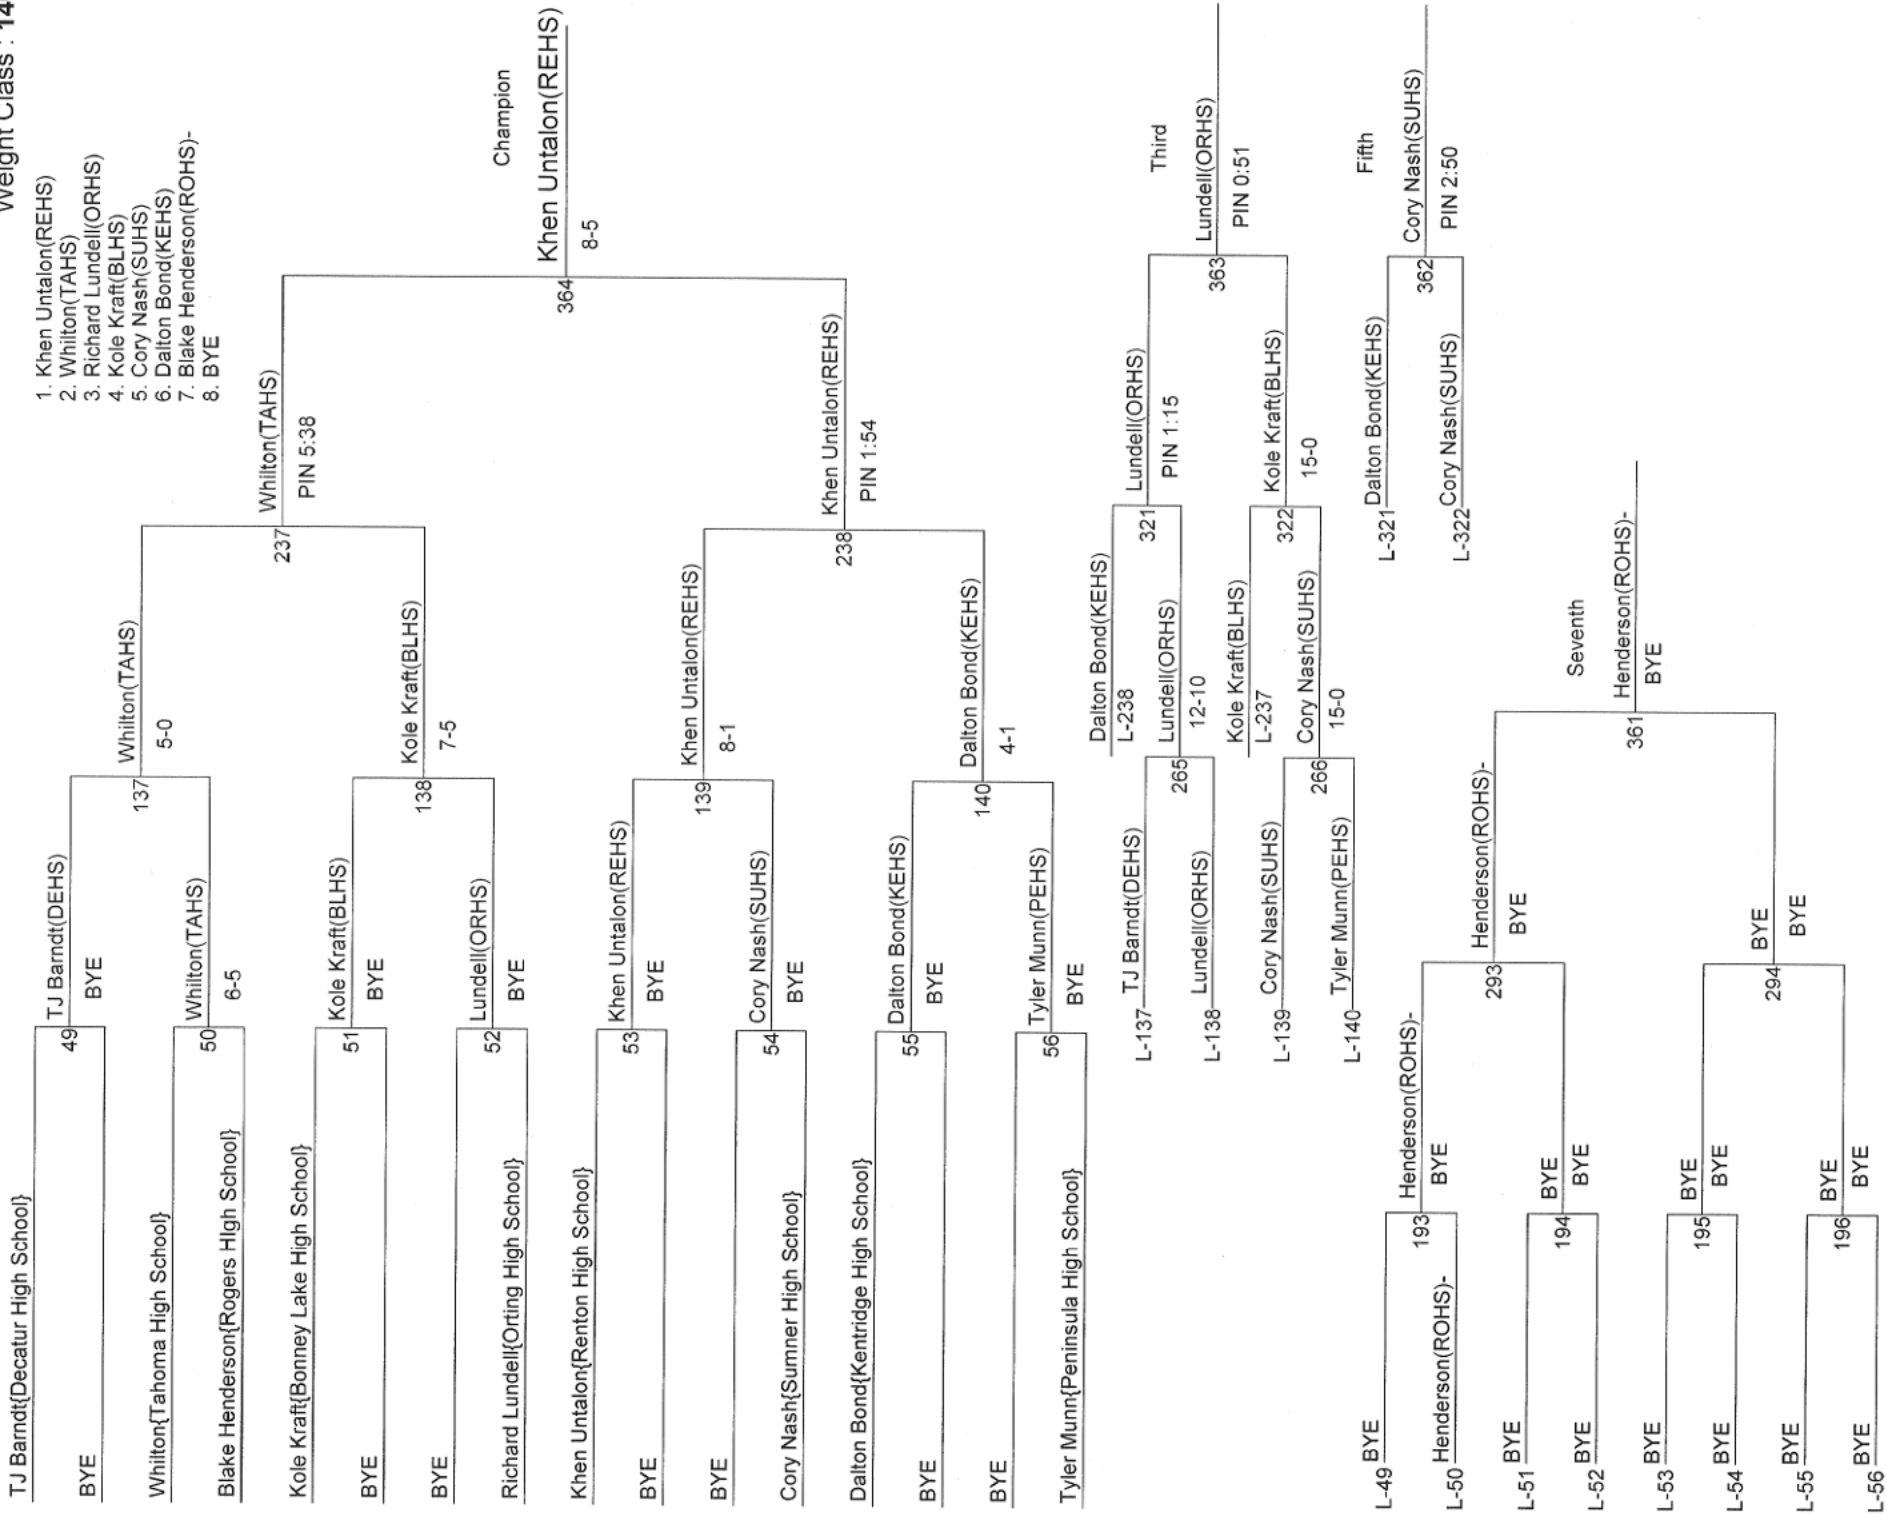 Weight Class : 14
1. Khen Untalon(REHS)
2. Whilton(TAHS)
3. Richard Lundell(ORHS)
4. Kole Kraft(BLHS)
5. Cory Nash(SUHS)
6. Dalton Bond(KEHS)
7. Blake Henderson(ROHS)-
8. BYE
TJ Barndt{Decatur High School}
BYE
Whilton{Tahoma High School}
Blake Henderson{Rogers HIgh School}
Kole Kraft{Bonney Lake High School}
BYE
BYE
Richard Lundell{Orting High School}
Khen Untalon{Renton High School}
BYE
BYE
Cory Nash{Sumner High School}
Dalton Bond{Kentridge High School}
BYE
BYE
Tyler Munn{Peninsula High School}
49
TJ Barndt(DEHS)
BYE
50
Whilton(TAHS)
6-5
51
Kole Kraft(BLHS)
BYE
52
Lundell(ORHS)
BYE
53
Khen Untalon(REHS)
BYE
54
Cory Nash(SUHS)
BYE
55
Dalton Bond(KEHS)
BYE
56
Tyler Munn(PEHS)
BYE
137
Whilton(TAHS)
5-0
138
Kole Kraft(BLHS)
7-5
139
Khen Untalon(REHS)
8-1
140
Dalton Bond(KEHS)
4-1
237
Whilton(TAHS)
PIN 5:38
238
Khen Untalon(REHS)
PIN 1:54
364
Champion
Khen Untalon(REHS)
8-5
L-137
TJ Barndt(DEHS)
L-138
Lundell(ORHS)
L-139
Cory Nash(SUHS)
L-140
Tyler Munn(PEHS)
Dalton Bond(KEHS)
L-238
265
Lundell(ORHS)
12-10
Kole Kraft(BLHS)
L-237
266
Cory Nash(SUHS)
15-0
321
Lundell(ORHS)
PIN 1:15
322
Kole Kraft(BLHS)
15-0
363
Third
Lundell(ORHS)
PIN 0:51
L-321
Dalton Bond(KEHS)
L-322
Cory Nash(SUHS)
362
Fifth
Cory Nash(SUHS)
PIN 2:50
L-49
BYE
L-50
Henderson(ROHS)-
L-51
BYE
L-52
BYE
L-53
BYE
L-54
BYE
L-55
BYE
L-56
BYE
193
Henderson(ROHS)-
BYE
194
BYE
BYE
195
BYE
BYE
196
BYE
BYE
293
Henderson(ROHS)-
BYE
294
BYE
BYE
361
Seventh
Henderson(ROHS)-
BYE